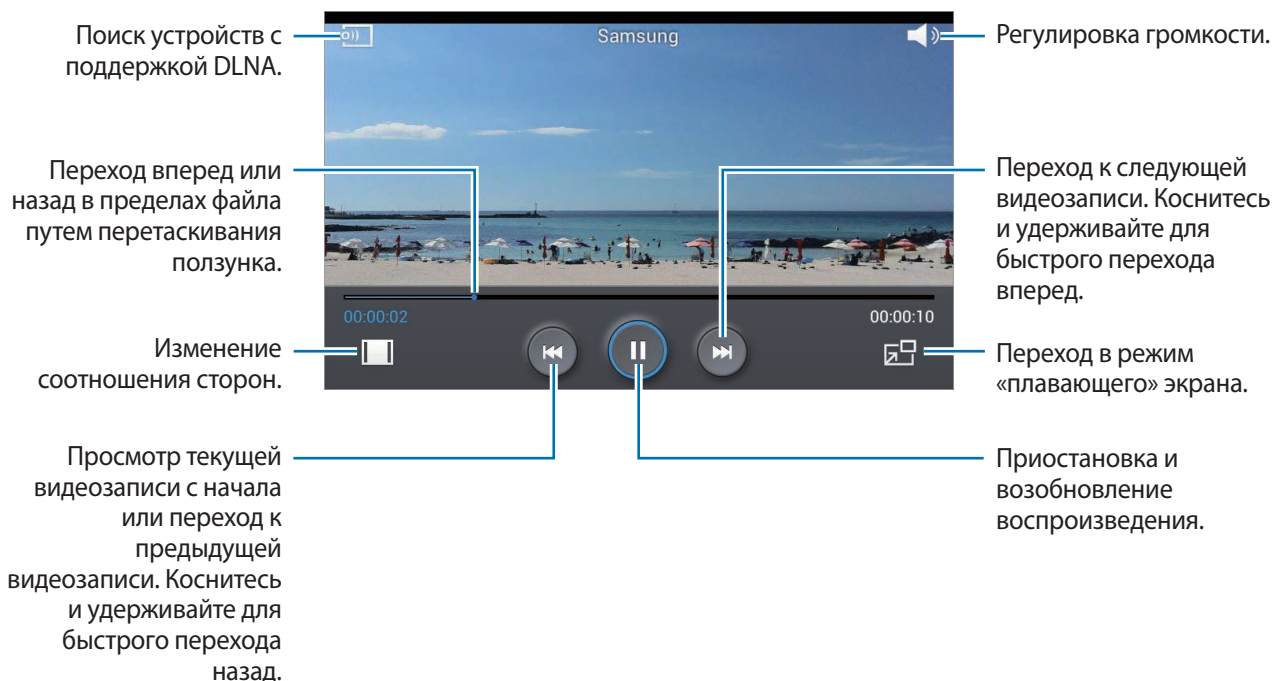 Поиск устройств с
поддержкой DLNA.
Samsung
Регулировка громкости.
Переход вперед или
назад в пределах файла
путем перетаскивания
ползунка.
Переход к следующей
видеозаписи. Коснитесь
и удерживайте для
быстрого перехода
вперед.
00:00:02
00:00:10
Изменение
соотношения сторон.
Переход в режим
«плавающего» экрана.
Просмотр текущей
видеозаписи с начала
или переход к
предыдущей
видеозаписи. Коснитесь
и удерживайте для
быстрого перехода
назад.
Приостановка и
возобновление
воспроизведения.